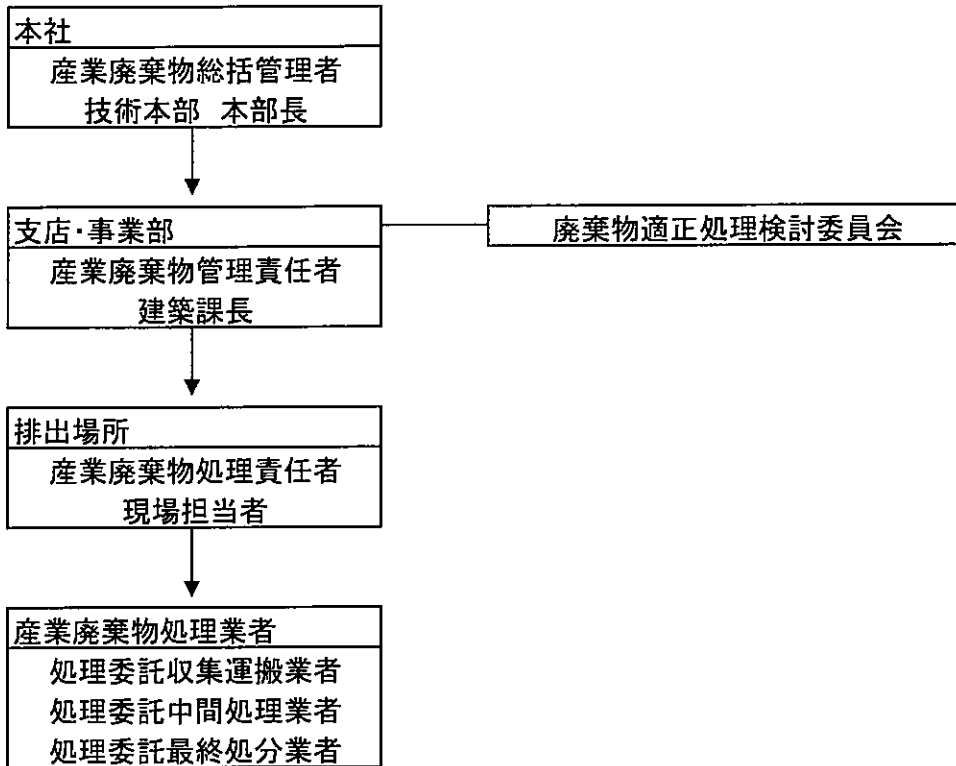 本社
産業廃棄物総括管理者
技術本部 本部長
支店・事業部
廃棄物適正処理検討委員会
産業廃棄物管理責任者
建築課長
排出場所
産業廃棄物処理責任者
現場担当者
産業廃棄物処理業者
処理委託収集運搬業者
処理委託中間処理業者
処理委託最終処分業者